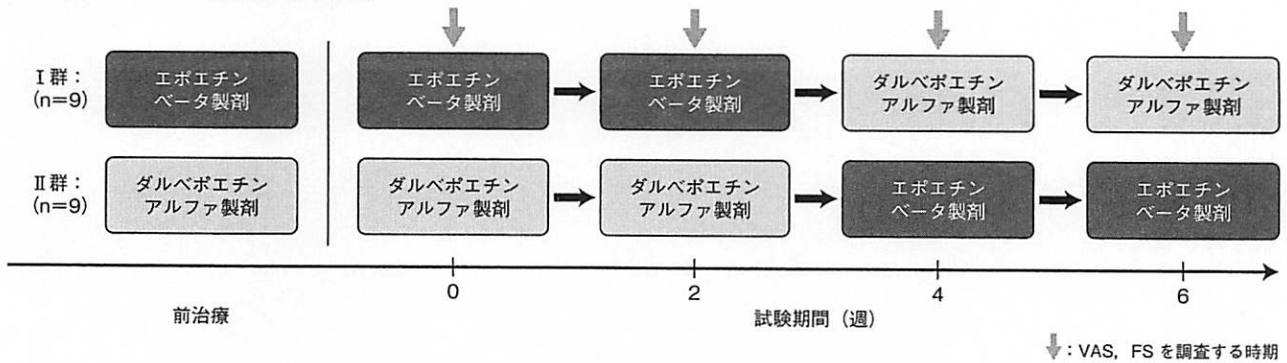 I 群：
(n=9)
エポエチン
ベータ製剤
エポエチン
ベータ製剤
エポエチン
ベータ製剤
ダルベポエチン
アルファ製剤
ダルベポエチン
アルファ製剤
II 群：
(n=9)
ダルベポエチン
アルファ製剤
ダルベポエチン
アルファ製剤
ダルベポエチン
アルファ製剤
エポエチン
ベータ製剤
エポエチン
ベータ製剤
0
2
4
6
前治療
試験期間（週）
：VAS，FS を調査する時期